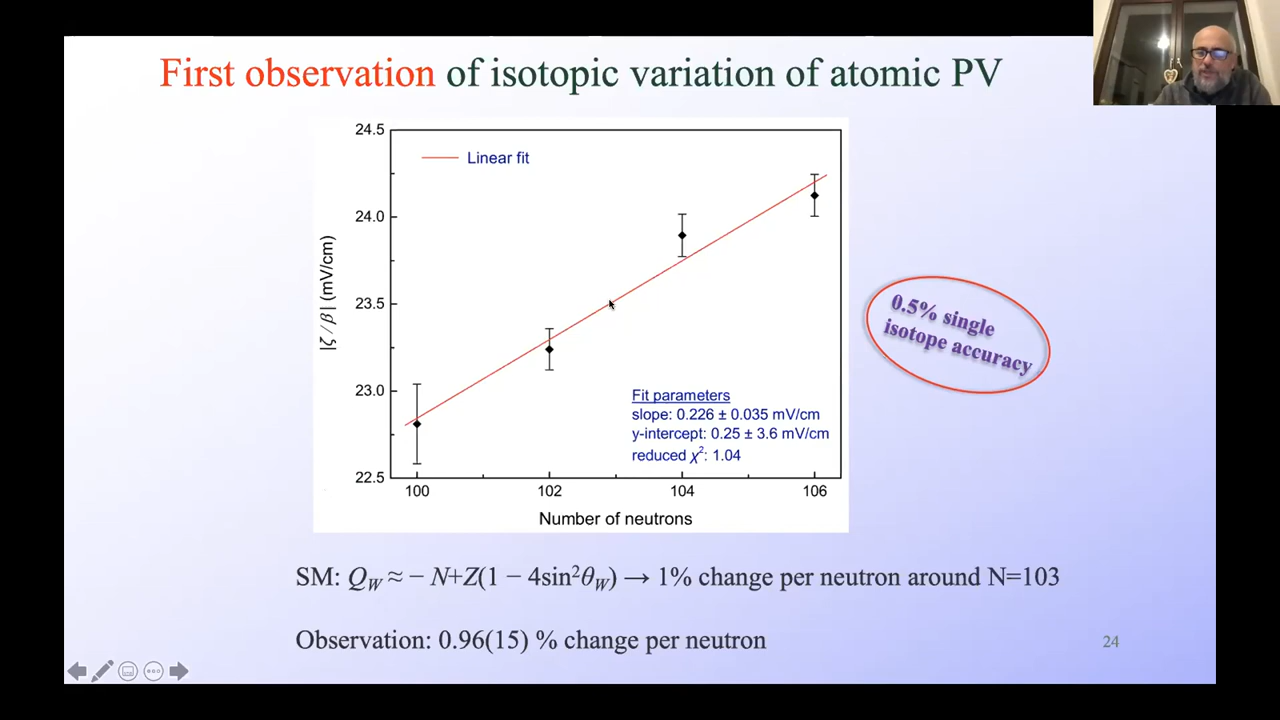 First observation of isotopic variation of atomic PV
24.5
24.0
23.5
23.0
22.5
|ζ / β| (mV/cm)
Linear fit
Fit parameters
slope: 0.226 ± 0.035 mV/cm
y-intercept: 0.25 ± 3.6 mV/cm
reduced χ²: 1.04
100 102 104 106
Number of neutrons
0.5% single
isotope accuracy
SM: Q_W ≈ − N+Z(1 − 4sin²θ_W) → 1% change per neutron around N=103
Observation: 0.96(15) % change per neutron
24